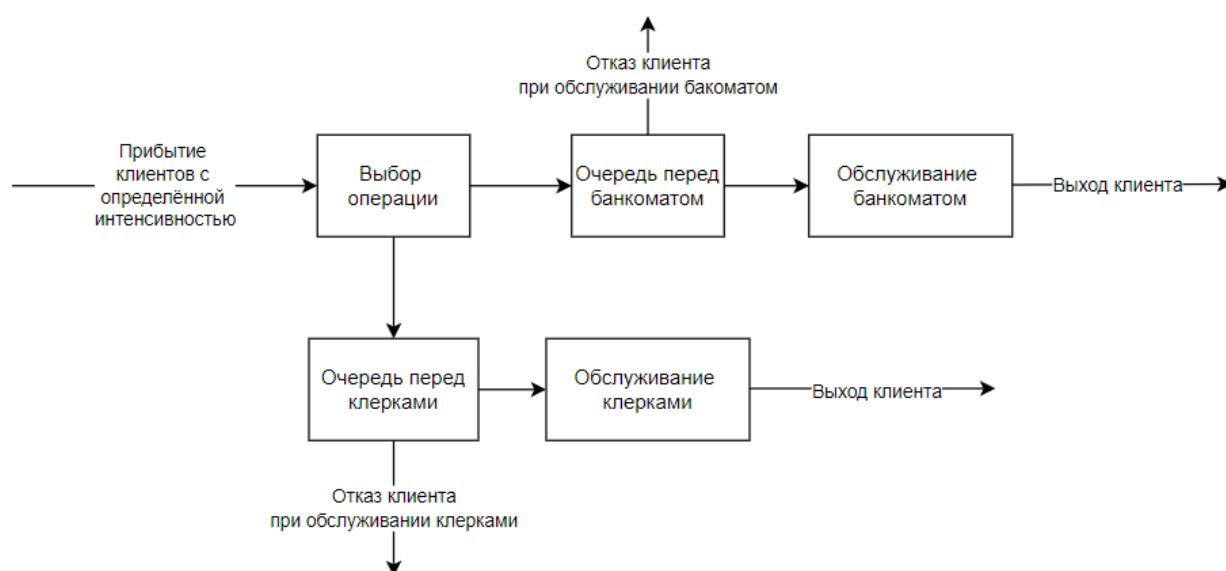 Отказ клиента
при обслуживании бакоматом
Прибытие
клиентов с
определённой
интенсивностью
Выбор
операции
Очередь перед
банкоматом
Обслуживание
банкоматом
Выход клиента
Очередь перед
клерками
Обслуживание
клерками
Выход клиента
Отказ клиента
при обслуживании клерками